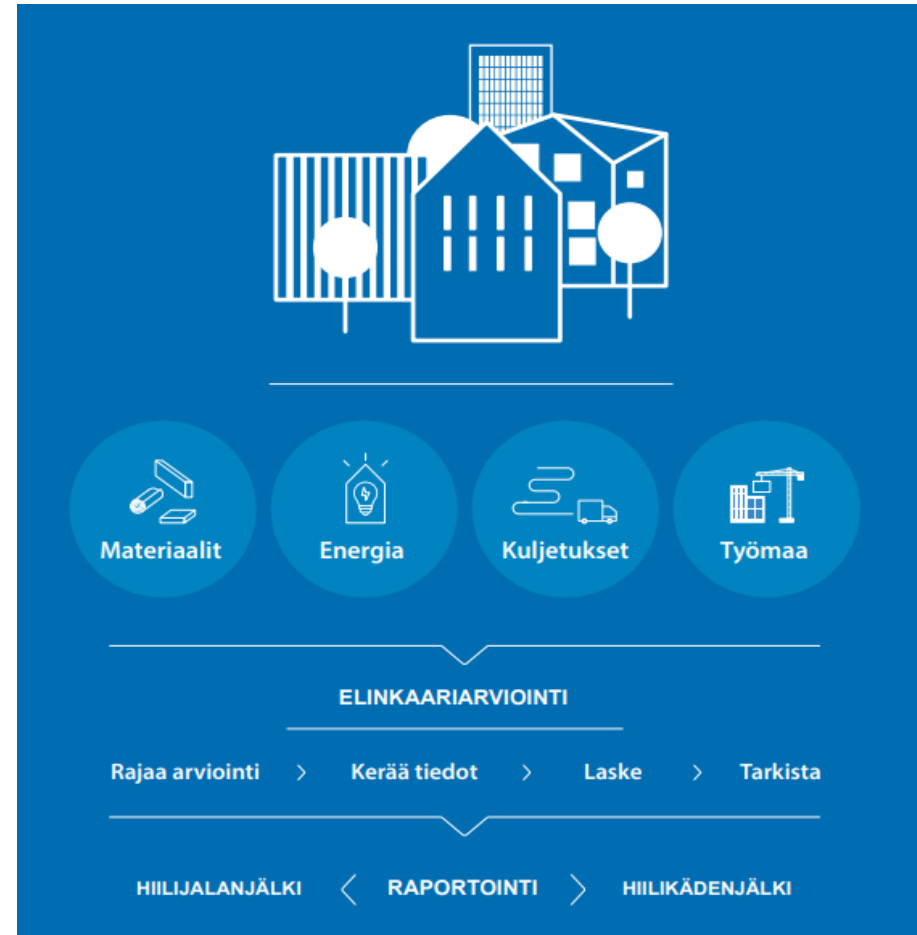 Materiaalit Energia Kuljetukset Työmaa
ELINKAARIARVIOINTI
Rajaa arviointi > Kerää tiedot > Laske > Tarkista
HIILIJALANJÄLKI < RAPORTOINTI > HIILIKÄDENJÄLKI